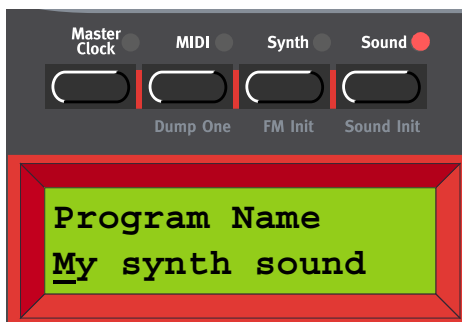 Master Clock MIDI Synth Sound
Dump One FM Init Sound Init
Program Name
My synth sound